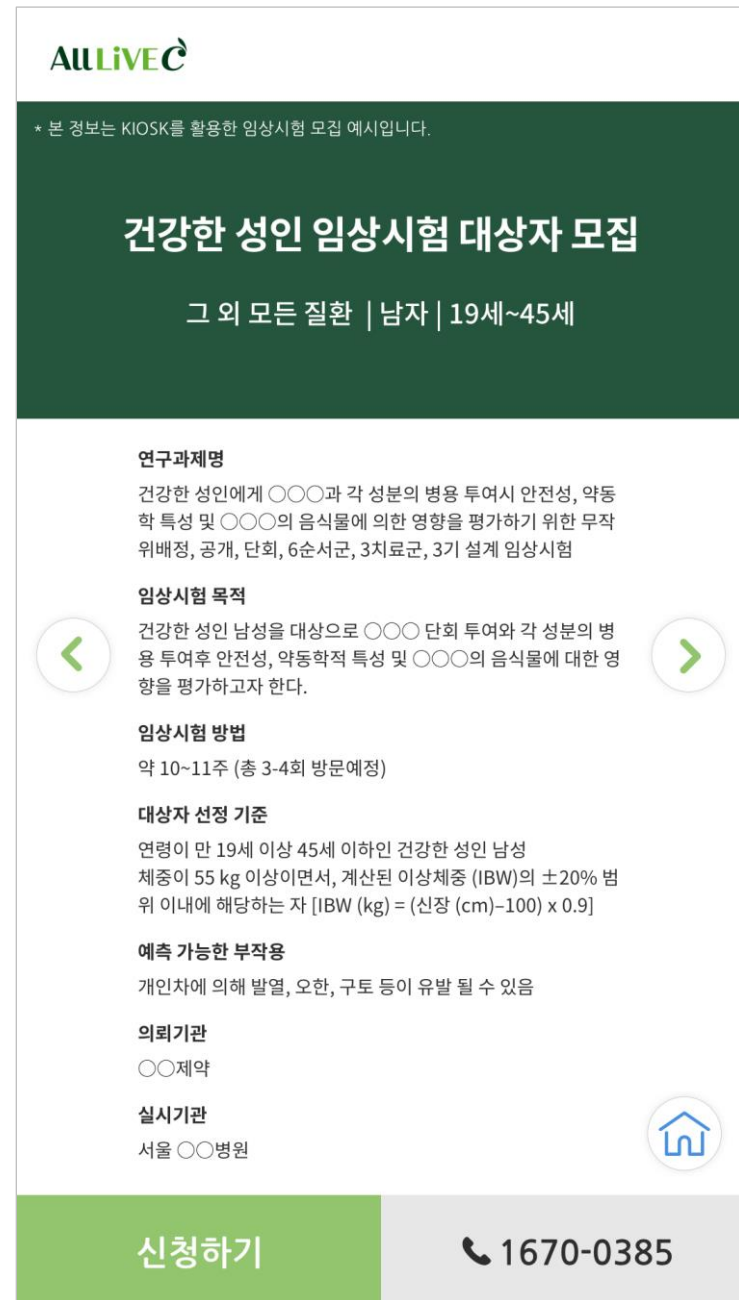 AllLiVE C
* 본 정보는 KIOSK를 활용한 임상시험 모집 예시입니다.
건강한 성인 임상시험 대상자 모집
그 외 모든 질환 | 남자 | 19세~45세
연구과제명
건강한 성인에게 ○○○과 각 성분의 병용 투여시 안전성, 약동
학 특성 및 ○○○의 음식물에 의한 영향을 평가하기 위한 무작
위배정, 공개, 단회, 6순서군, 3치료군, 3기 설계 임상시험
임상시험 목적
건강한 성인 남성을 대상으로 ○○○ 단회 투여와 각 성분의 병
용 투여후 안전성, 약동학적 특성 및 ○○○의 음식물에 대한 영
향을 평가하고자 한다.
임상시험 방법
약 10~11주 (총 3-4회 방문예정)
대상자 선정 기준
연령이 만 19세 이상 45세 이하인 건강한 성인 남성
체중이 55 kg 이상이면서, 계산된 이상체중 (IBW)의 ±20% 범
위 이내에 해당하는 자 [IBW (kg) = (신장 (cm)–100) x 0.9]
예측 가능한 부작용
개인차에 의해 발열, 오한, 구토 등이 유발 될 수 있음
의뢰기관
○○제약
실시기관
서울 ○○병원
신청하기
1670-0385